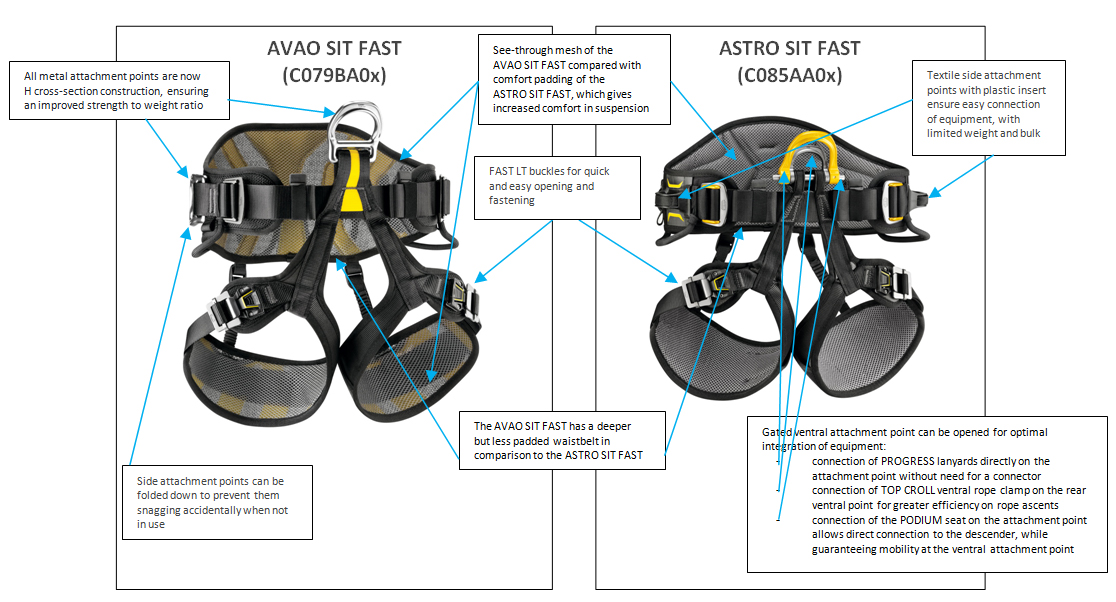 AVAO SIT FAST
(C079BA0x)
ASTRO SIT FAST
(C085AA0x)
All metal attachment points are now
H cross-section construction, ensuring
an improved strength to weight ratio
See-through mesh of the
AVAO SIT FAST compared with
comfort padding of the
ASTRO SIT FAST, which gives
increased comfort in suspension
Textile side attachment
points with plastic insert
ensure easy connection
of equipment, with
limited weight and bulk
FAST LT buckles for quick
and easy opening and
fastening
The AVAO SIT FAST has a deeper
but less padded waistbelt in
comparison to the ASTRO SIT FAST
Side attachment points can be
folded down to prevent them
snagging accidentally when not
in use
Gated ventral attachment point can be opened for optimal
integration of equipment:
- connection of PROGRESS lanyards directly on the
attachment point without need for a connector
- connection of TOP CROLL ventral rope clamp on the rear
ventral point for greater efficiency on rope ascents
- connection of the PODIUM seat on the attachment point
allows direct connection to the descender, while
guaranteeing mobility at the ventral attachment point